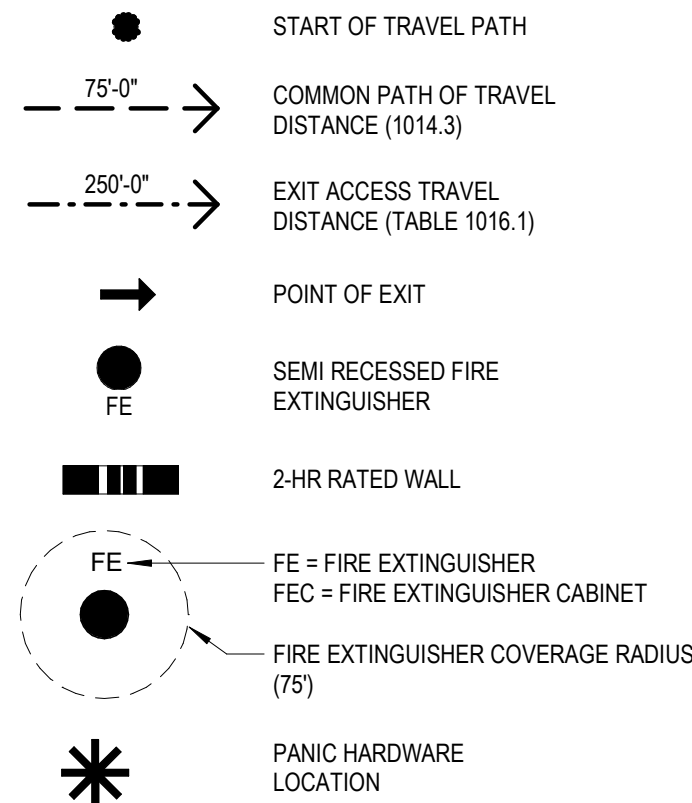 START OF TRAVEL PATH
75'-0"
COMMON PATH OF TRAVEL
DISTANCE (1014.3)
250'-0"
EXIT ACCESS TRAVEL
DISTANCE (TABLE 1016.1)
POINT OF EXIT
FE
SEMI RECESSED FIRE
EXTINGUISHER
2-HR RATED WALL
FE
FE = FIRE EXTINGUISHER
FEC = FIRE EXTINGUISHER CABINET
FIRE EXTINGUISHER COVERAGE RADIUS
(75')
PANIC HARDWARE
LOCATION